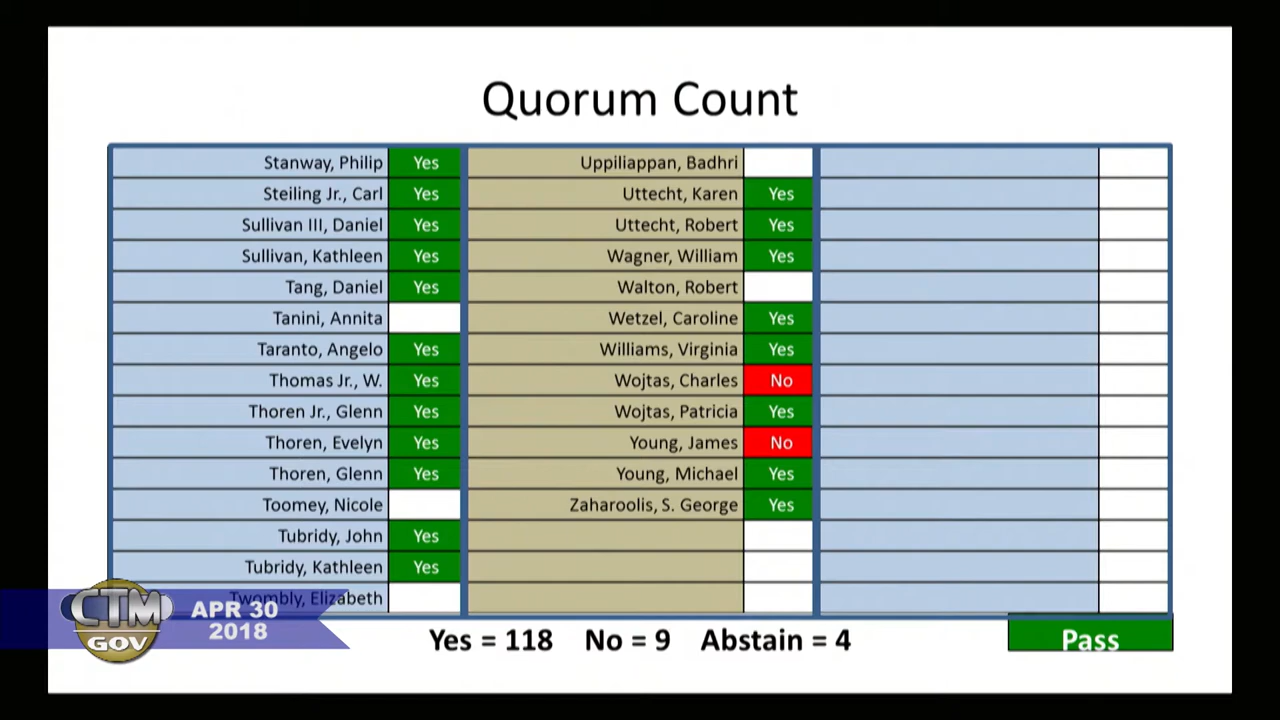 Quorum Count
Stanway, Philip Yes Uppiliappan, Badhri
Steiling Jr., Carl Yes Uttecht, Karen Yes
Sullivan III, Daniel Yes Uttecht, Robert Yes
Sullivan, Kathleen Yes Wagner, William Yes
Tang, Daniel Yes Walton, Robert
Tanini, Annita Wetzel, Caroline Yes
Taranto, Angelo Yes Williams, Virginia Yes
Thomas Jr., W. Yes Wojtas, Charles No
Thoren Jr., Glenn Yes Wojtas, Patricia Yes
Thoren, Evelyn Yes Young, James No
Thoren, Glenn Yes Young, Michael Yes
Toomey, Nicole Zaharoolis, S. George Yes
Tubridy, John Yes
Tubridy, Kathleen Yes
Twombly, Elizabeth
CTM
GOV
APR 30
2018
Yes = 118 No = 9 Abstain = 4
Pass